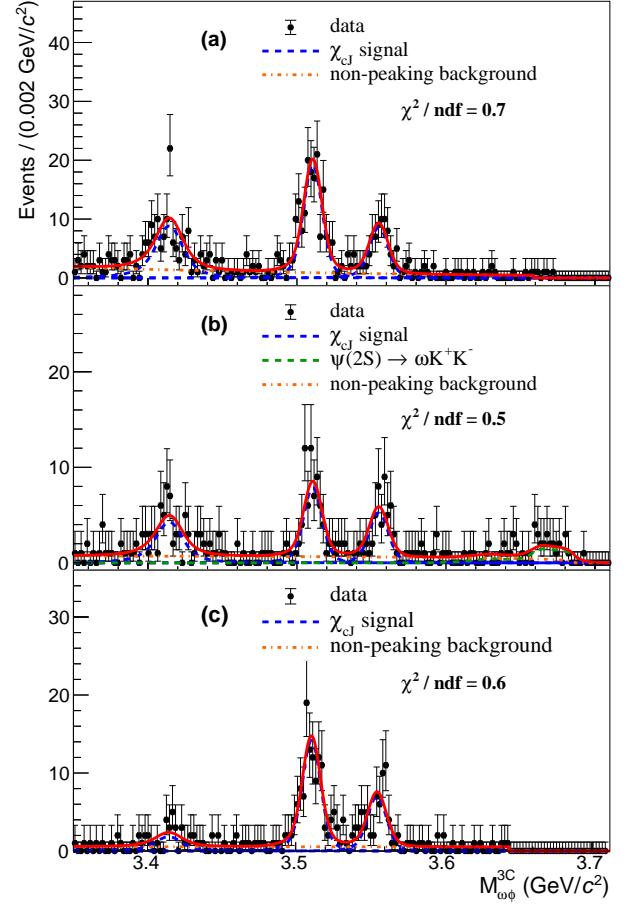 Events / (0.002 GeV/c²)
40
30
20
10
0
(a)
data
χcJ signal
non-peaking background
χ² / ndf = 0.7
20
10
0
(b)
data
χcJ signal
ψ(2S) → ωK⁺K⁻
non-peaking background
χ² / ndf = 0.5
30
20
10
0
(c)
data
χcJ signal
non-peaking background
χ² / ndf = 0.6
3.4 3.5 3.6 3.7
M³ꟲωϕ (GeV/c²)